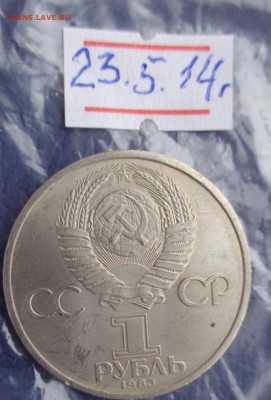 COINS.LAVE.RU
23.5.14г.
СС СР
1
РУБЛЬ
1983